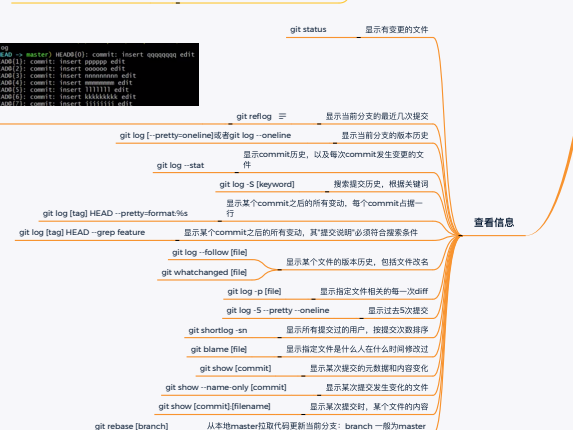 git status 显示有变更的文件
og
EAD -> master) HEAD@{0}: commit: insert qqqqqqqq edit
AD@{1}: commit: insert pppppp edit
AD@{2}: commit: insert oooooo edit
AD@{3}: commit: insert nnnnnnnnn edit
AD@{4}: commit: insert mmmmmmm edit
AD@{5}: commit: insert lllllll edit
AD@{6}: commit: insert kkkkkkkkk edit
AD@{7}: commit: insert jjjjjjjj edit
git reflog 显示当前分支的最近几次提交
git log [--pretty=oneline]或者git log --oneline 显示当前分支的版本历史
git log --stat 显示commit历史，以及每次commit发生变更的文
件
git log -S [keyword] 搜索提交历史，根据关键词
git log [tag] HEAD --pretty=format:%s 显示某个commit之后的所有变动，每个commit占据一
行
git log [tag] HEAD --grep feature 显示某个commit之后的所有变动，其"提交说明"必须符合搜索条件
查看信息
git log --follow [file]
git whatchanged [file]
显示某个文件的版本历史，包括文件改名
git log -p [file] 显示指定文件相关的每一次diff
git log -5 --pretty --oneline 显示过去5次提交
git shortlog -sn 显示所有提交过的用户，按提交次数排序
git blame [file] 显示指定文件是什么人在什么时间修改过
git show [commit] 显示某次提交的元数据和内容变化
git show --name-only [commit] 显示某次提交发生变化的文件
git show [commit]:[filename] 显示某次提交时，某个文件的内容
git rebase [branch] 从本地master拉取代码更新当前分支：branch 一般为master